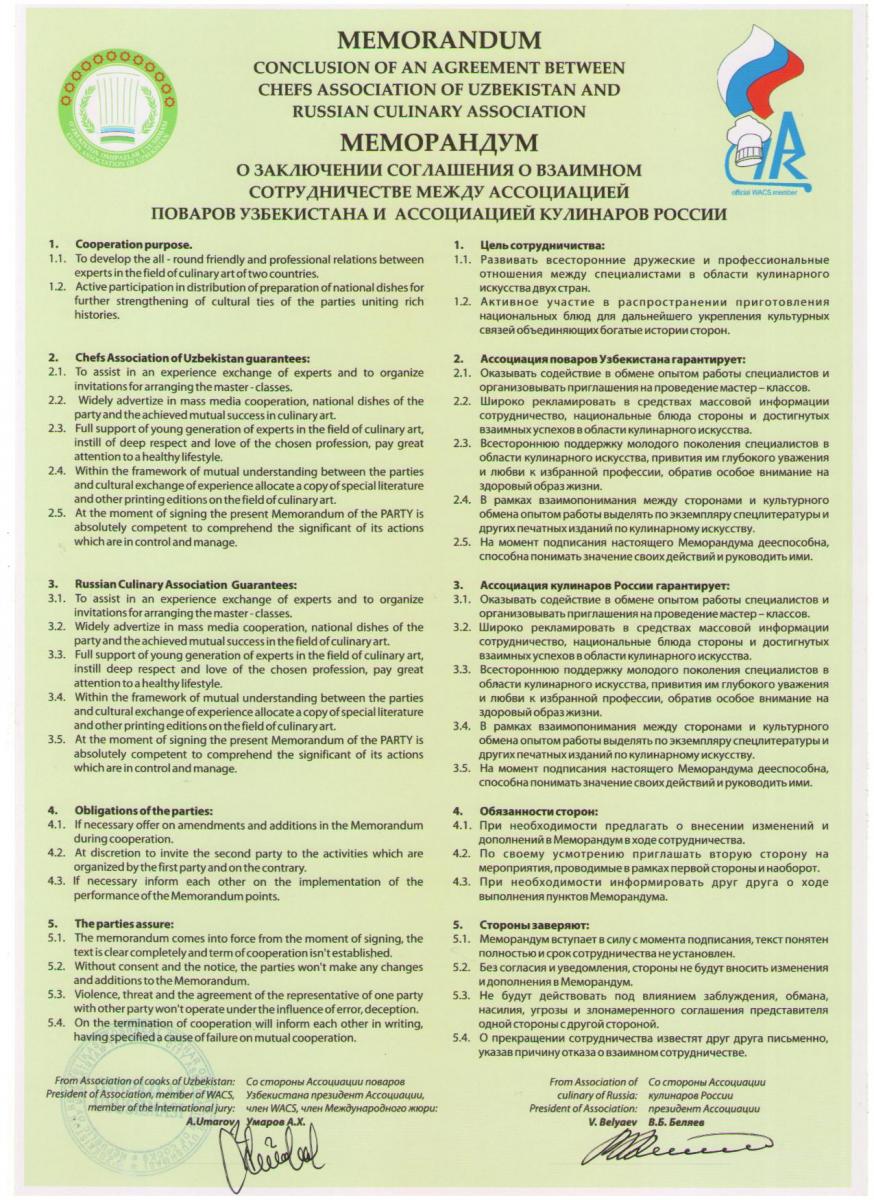 MEMORANDUM
CONCLUSION OF AN AGREEMENT BETWEEN
CHEFS ASSOCIATION OF UZBEKISTAN AND
RUSSIAN CULINARY ASSOCIATION
МЕМОРАНДУМ
О ЗАКЛЮЧЕНИИ СОГЛАШЕНИЯ О ВЗАИМНОМ
СОТРУДНИЧЕСТВЕ МЕЖДУ АССОЦИАЦИЕЙ
ПОВАРОВ УЗБЕКИСТАНА И АССОЦИАЦИЕЙ КУЛИНАРОВ РОССИИ
CHEFS ASSOCIATION OF UZBEKISTAN
official WACS member
1. Cooperation purpose.
1.1. To develop the all - round friendly and professional relations between
experts in the field of culinary art of two countries.
1.2. Active participation in distribution of preparation of national dishes for
further strengthening of cultural ties of the parties uniting rich
histories.
2. Chefs Association of Uzbekistan guarantees:
2.1. To assist in an experience exchange of experts and to organize
invitations for arranging the master - classes.
2.2. Widely advertize in mass media cooperation, national dishes of the
party and the achieved mutual success in culinary art.
2.3. Full support of young generation of experts in the field of culinary art,
instill of deep respect and love of the chosen profession, pay great
attention to a healthy lifestyle.
2.4. Within the framework of mutual understanding between the parties
and cultural exchange of experience allocate a copy of special literature
and other printing editions on the field of culinary art.
2.5. At the moment of signing the present Memorandum of the PARTY is
absolutely competent to comprehend the significant of its actions
which are in control and manage.
3. Russian Culinary Association Guarantees:
3.1. To assist in an experience exchange of experts and to organize
invitations for arranging the master - classes.
3.2. Widely advertize in mass media cooperation, national dishes of the
party and the achieved mutual success in the field of culinary art.
3.3. Full support of young generation of experts in the field of culinary art,
instill deep respect and love of the chosen profession, pay great
attention to a healthy lifestyle.
3.4. Within the framework of mutual understanding between the parties
and cultural exchange of experience allocate a copy of special literature
and other printing editions on the field of culinary art.
3.5. At the moment of signing the present Memorandum of the PARTY is
absolutely competent to comprehend the significant of its actions
which are in control and manage.
4. Obligations of the parties:
4.1. If necessary offer on amendments and additions in the Memorandum
during cooperation.
4.2. At discretion to invite the second party to the activities which are
organized by the first party and on the contrary.
4.3. If necessary inform each other on the implementation of the
performance of the Memorandum points.
5. The parties assure:
5.1. The memorandum comes into force from the moment of signing, the
text is clear completely and term of cooperation isn't established.
5.2. Without consent and the notice, the parties won't make any changes
and additions to the Memorandum.
5.3. Violence, threat and the agreement of the representative of one party
with other party won't operate under the influence of error, deception.
5.4. On the termination of cooperation will inform each other in writing,
having specified a cause of failure on mutual cooperation.
1. Цель сотрудничиства:
1.1. Развивать всесторонние дружеские и профессиональные
отношения между специалистами в области кулинарного
искусства двух стран.
1.2. Активное участие в распространении приготовления
национальных блюд для дальнейшего укрепления культурных
связей объединяющих богатые истории сторон.
2. Ассоциация поваров Узбекистана гарантирует:
2.1. Оказывать содействие в обмене опытом работы специалистов и
организовывать приглашения на проведение мастер – классов.
2.2. Широко рекламировать в средствах массовой информации
сотрудничество, национальные блюда стороны и достигнутых
взаимных успехов в области кулинарного искусства.
2.3. Всестороннюю поддержку молодого поколения специалистов в
области кулинарного искусства, привития им глубокого уважения
и любви к избранной профессии, обратив особое внимание на
здоровый образ жизни.
2.4. В рамках взаимопонимания между сторонами и культурного
обмена опытом работы выделять по экземпляру спецлитературы и
других печатных изданий по кулинарному искусству.
2.5. На момент подписания настоящего Меморандума дееспособна,
способна понимать значение своих действий и руководить ими.
3. Ассоциация кулинаров России гарантирует:
3.1. Оказывать содействие в обмене опытом работы специалистов и
организовывать приглашения на проведение мастер – классов.
3.2. Широко рекламировать в средствах массовой информации
сотрудничество, национальные блюда стороны и достигнутых
взаимных успехов в области кулинарного искусства.
3.3. Всестороннюю поддержку молодого поколения специалистов в
области кулинарного искусства, привития им глубокого уважения
и любви к избранной профессии, обратив особое внимание на
здоровый образ жизни.
3.4. В рамках взаимопонимания между сторонами и культурного
обмена опытом работы выделять по экземпляру спецлитературы и
других печатных изданий по кулинарному искусству.
3.5. На момент подписания настоящего Меморандума дееспособна,
способна понимать значение своих действий и руководить ими.
4. Обязанности сторон:
4.1. При необходимости предлагать о внесении изменений и
дополнений в Меморандум в ходе сотрудничества.
4.2. По своему усмотрению приглашать вторую сторону на
мероприятия, проводимые в рамках первой стороны и наоборот.
4.3. При необходимости информировать друг друга о ходе
выполнения пунктов Меморандума.
5. Стороны заверяют:
5.1. Меморандум вступает в силу с момента подписания, текст понятен
полностью и срок сотрудничества не установлен.
5.2. Без согласия и уведомления, стороны не будут вносить изменения
и дополнения в Меморандум.
5.3. Не будут действовать под влиянием заблуждения, обмана,
насилия, угрозы и злонамеренного соглашения представителя
одной стороны с другой стороной.
5.4. О прекращении сотрудничества известят друг друга письменно,
указав причину отказа о взаимном сотрудничестве.
From Association of cooks of Uzbekistan:
President of Association, member of WACS,
member of the International jury:
A.Umarov
Со стороны Ассоциации поваров
Узбекистана президент Ассоциации,
член WACS, член Международного жюри:
Умаров А.Х.
From Association of
culinary of Russia:
President of Association:
V. Belyaev
Со стороны Ассоциации
кулинаров России
президент Ассоциации
В.Б. Беляев